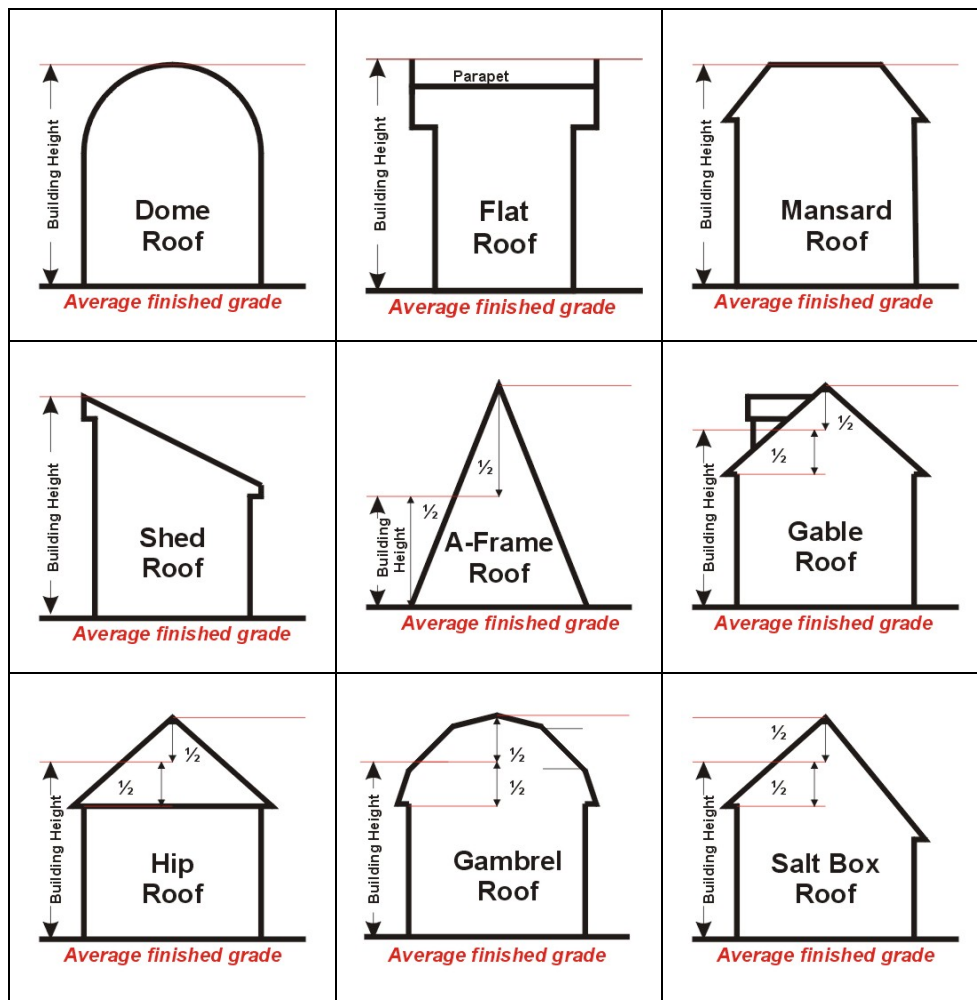 Building Height
Dome
Roof
Average finished grade
Building Height
Parapet
Flat
Roof
Average finished grade
Building Height
Mansard
Roof
Average finished grade
Building Height
Shed
Roof
Average finished grade
½
½
Building
Height
A-Frame
Roof
Average finished grade
½
½
Building Height
Gable
Roof
Average finished grade
½
½
Building Height
Hip
Roof
Average finished grade
½
½
Building Height
Gambrel
Roof
Average finished grade
½
½
Building Height
Salt Box
Roof
Average finished grade